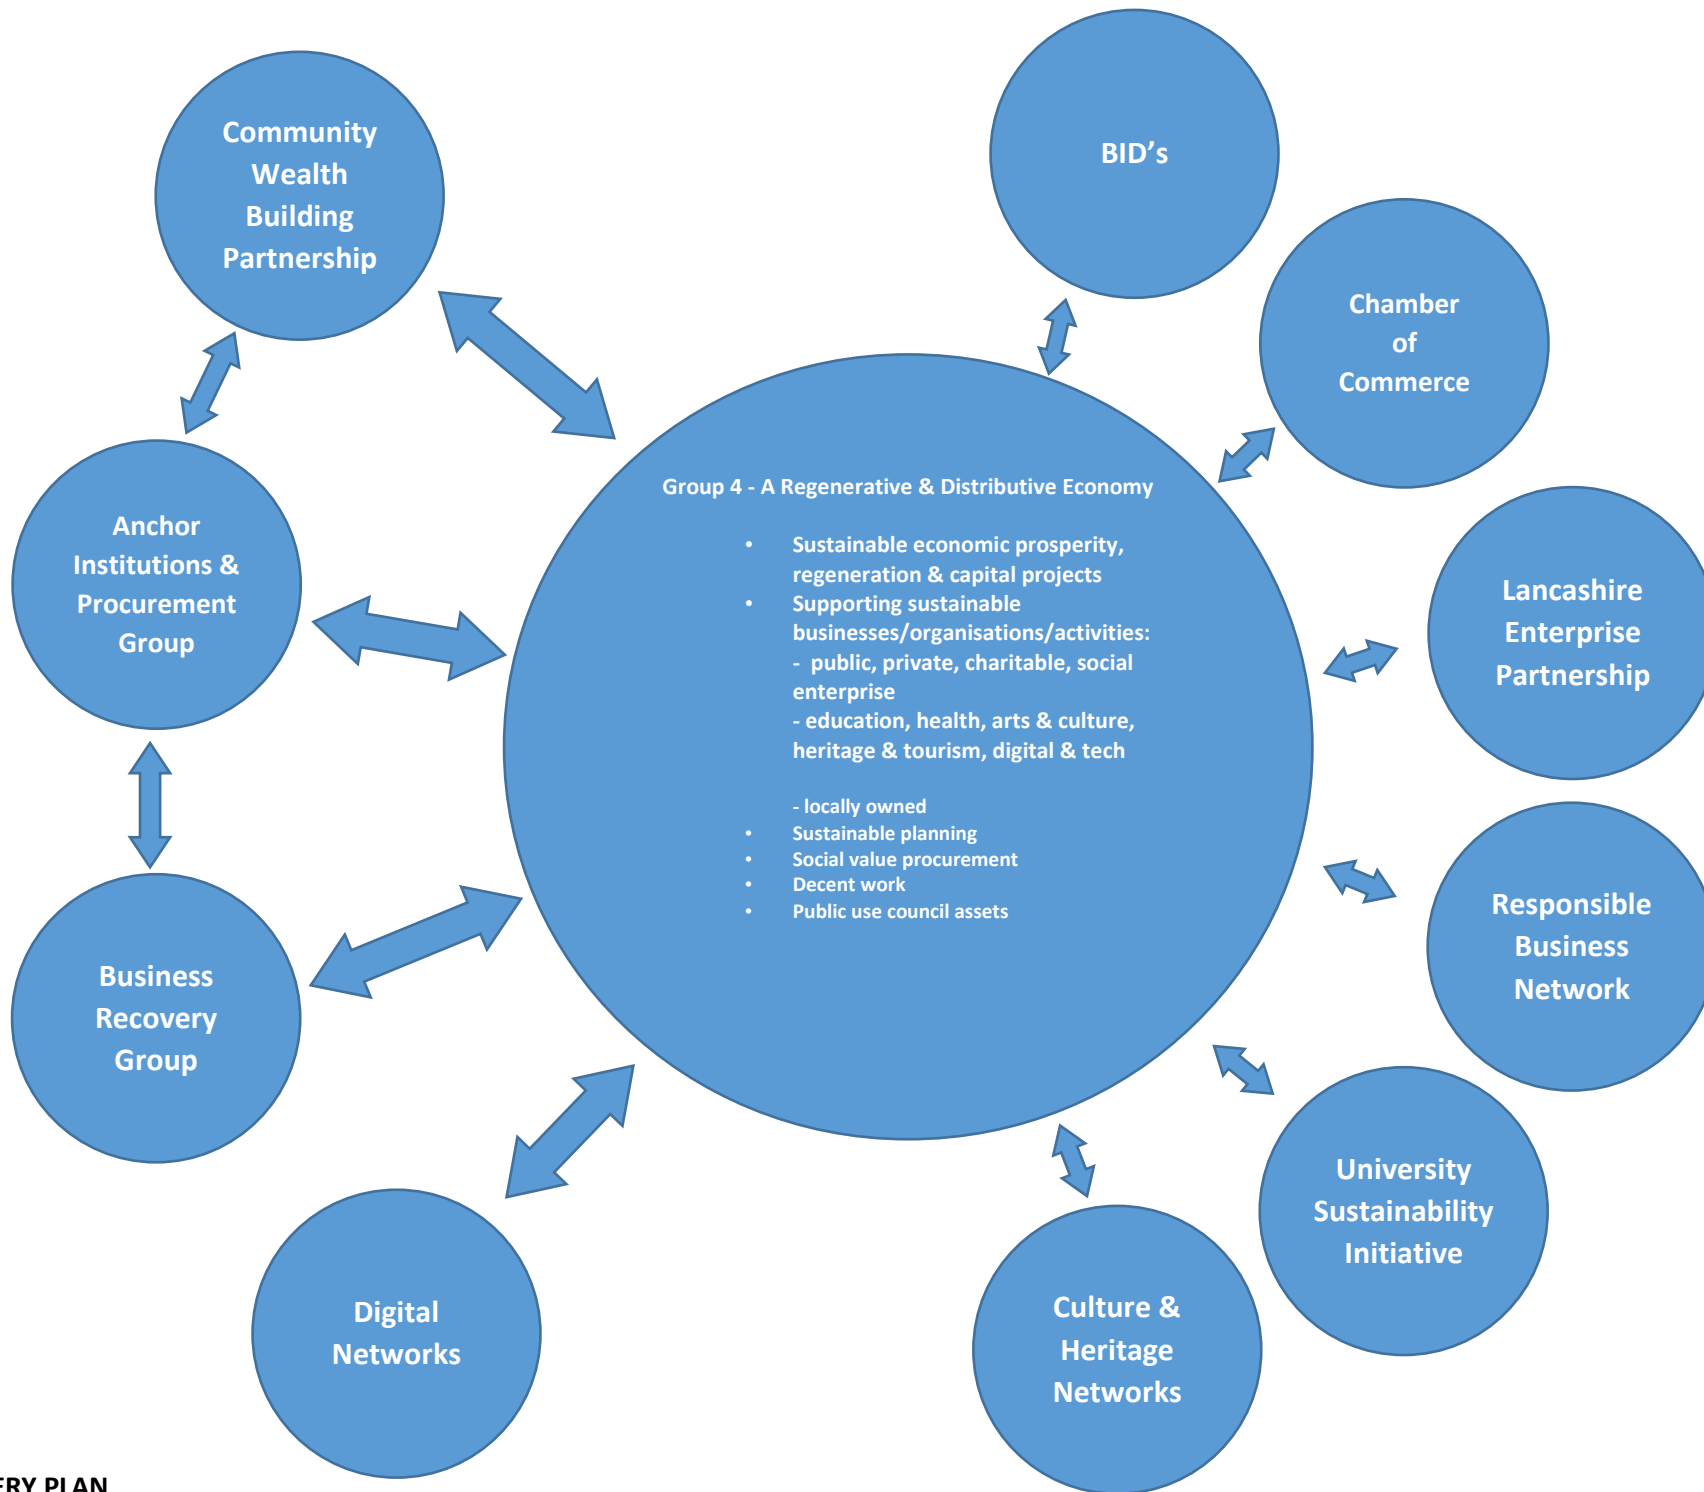 Community
Wealth
Building
Partnership
BID’s
Chamber
of
Commerce
Group 4 - A Regenerative & Distributive Economy
• Sustainable economic prosperity,
regeneration & capital projects
• Supporting sustainable
businesses/organisations/activities:
- public, private, charitable, social
enterprise
- education, health, arts & culture,
heritage & tourism, digital & tech
- locally owned
• Sustainable planning
• Social value procurement
• Decent work
• Public use council assets
Anchor
Institutions &
Procurement
Group
Lancashire
Enterprise
Partnership
Business
Recovery
Group
Responsible
Business
Network
University
Sustainability
Initiative
Digital
Networks
Culture &
Heritage
Networks
ERY PLAN